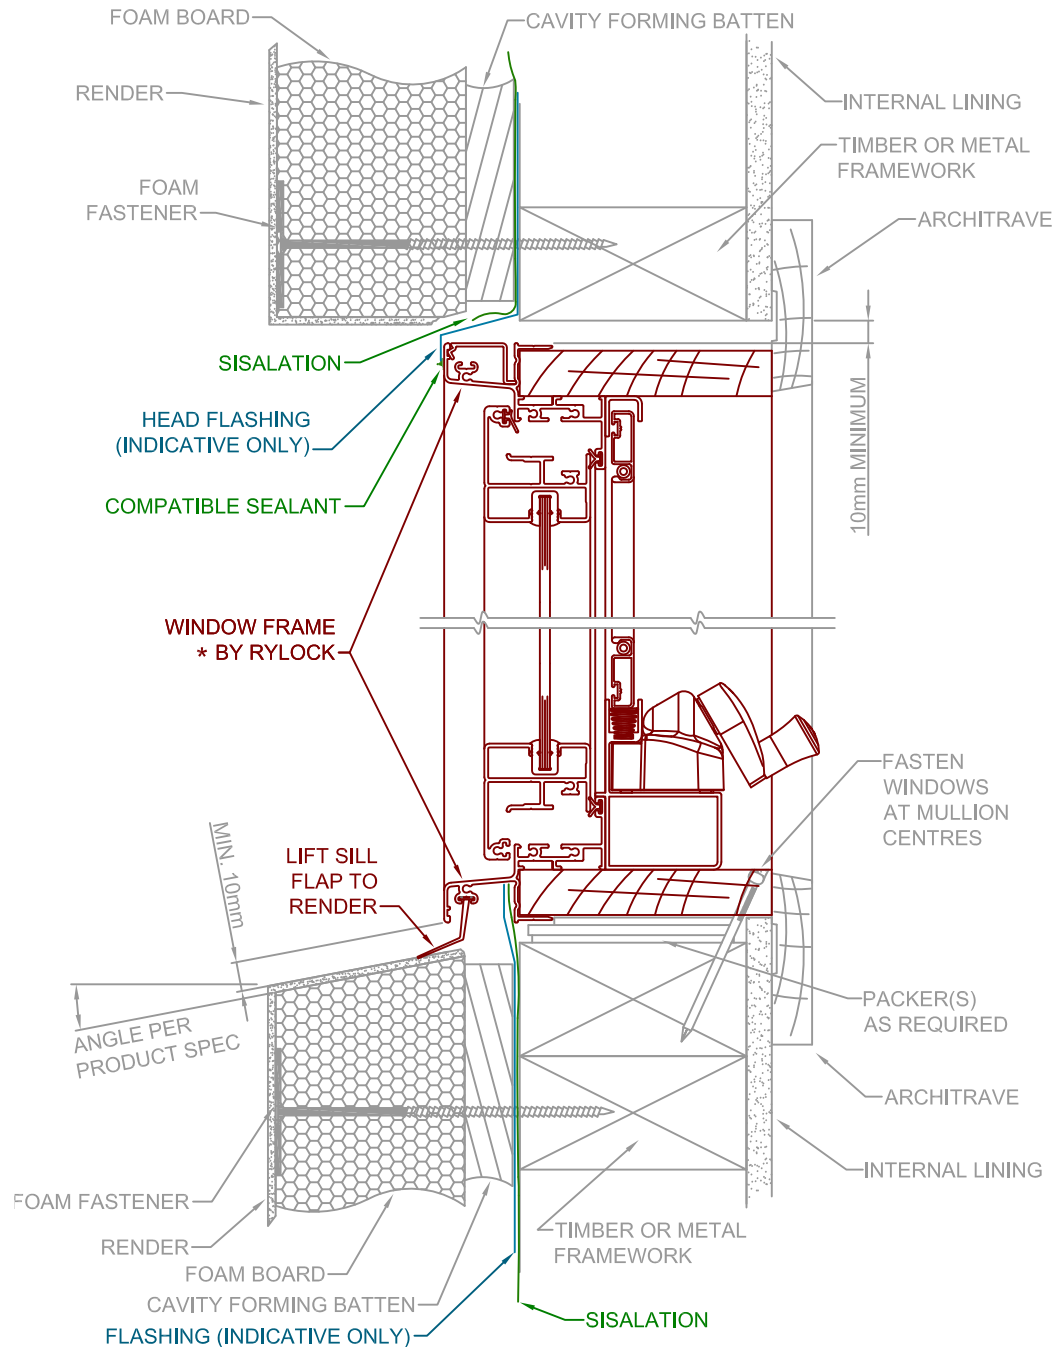 FOAM BOARD
CAVITY FORMING BATTEN
RENDER
INTERNAL LINING
TIMBER OR METAL
FRAMEWORK
FOAM
FASTENER
ARCHITRAVE
SISALATION
HEAD FLASHING
(INDICATIVE ONLY)
10mm MINIMUM
COMPATIBLE SEALANT
WINDOW FRAME
* BY RYLOCK
FASTEN
WINDOWS
AT MULLION
CENTRES
MIN. 10mm
LIFT SILL
FLAP TO
RENDER
ANGLE PER
PRODUCT SPEC
PACKER(S)
AS REQUIRED
ARCHITRAVE
INTERNAL LINING
FOAM FASTENER
RENDER
TIMBER OR METAL
FRAMEWORK
FOAM BOARD
CAVITY FORMING BATTEN
SISALATION
FLASHING (INDICATIVE ONLY)